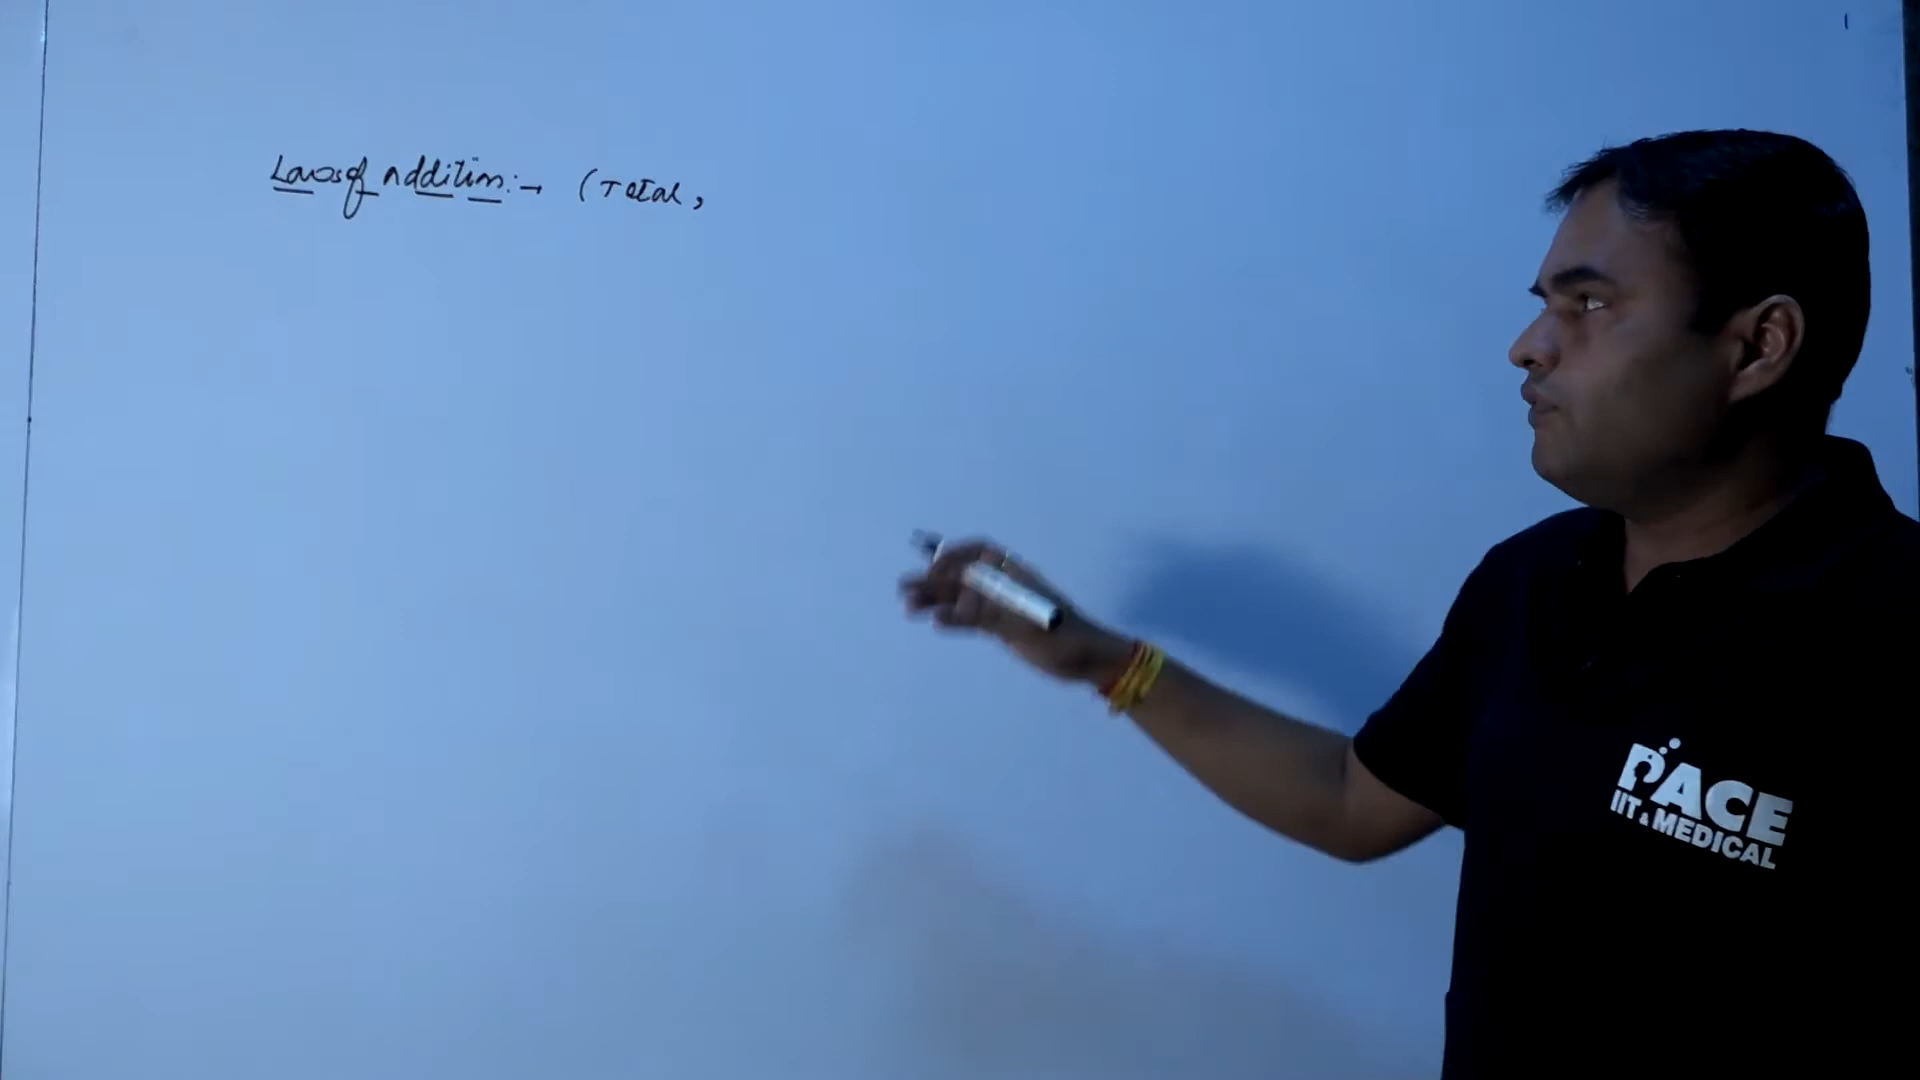 Laws of addition :→ (Total,
PACE
IIT & MEDICAL